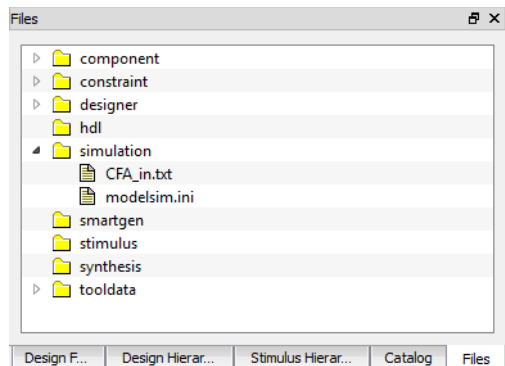 Files
component
constraint
designer
hdl
simulation
CFA_in.txt
modelsim.ini
smartgen
stimulus
synthesis
tooldata
Design F... Design Hierar... Stimulus Hierar... Catalog Files